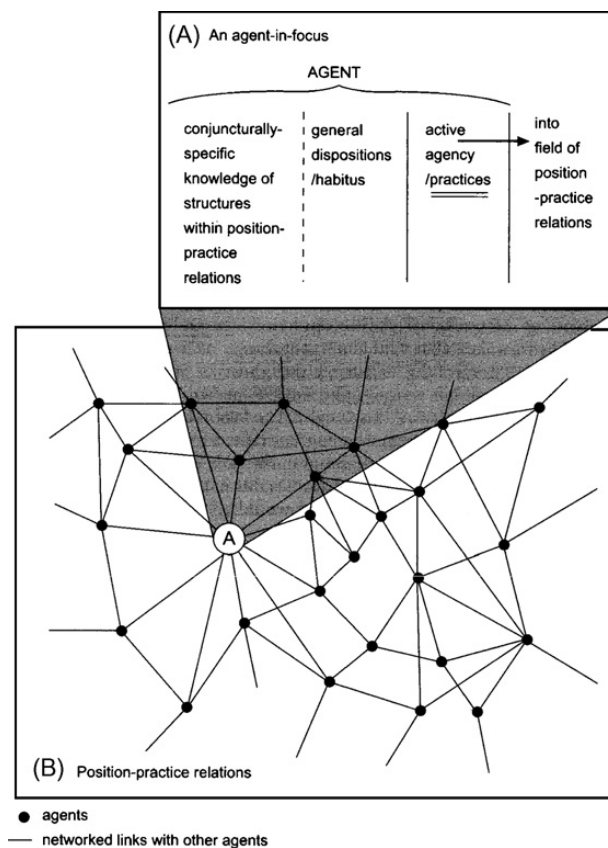 (A) An agent-in-focus
AGENT
conjuncturally-
specific
knowledge of
structures
within position-
practice
relations
general
dispositions
/habitus
active
agency
/practices
into
field of
position
-practice
relations
A
(B) Position-practice relations
agents
networked links with other agents